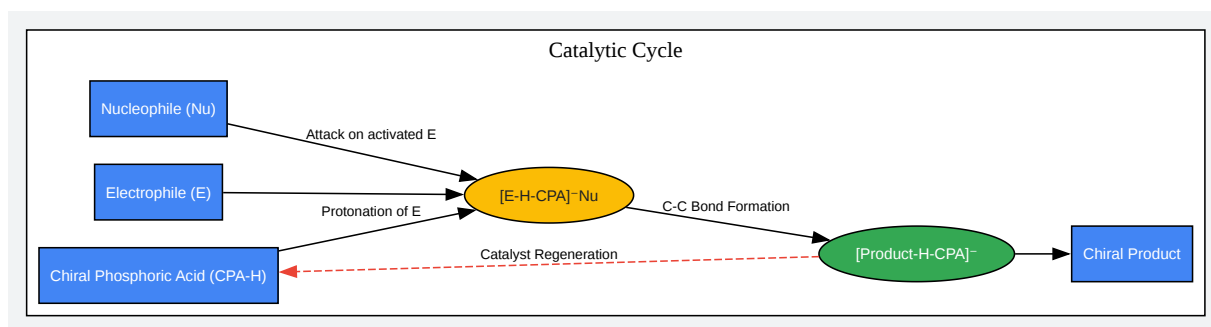 Catalytic Cycle
Nucleophile (Nu)
Attack on activated E
Electrophile (E)
[E-H-CPA]⁻Nu
Protonation of E
C-C Bond Formation
Chiral Phosphoric Acid (CPA-H)
Catalyst Regeneration
[Product-H-CPA]⁻
Chiral Product